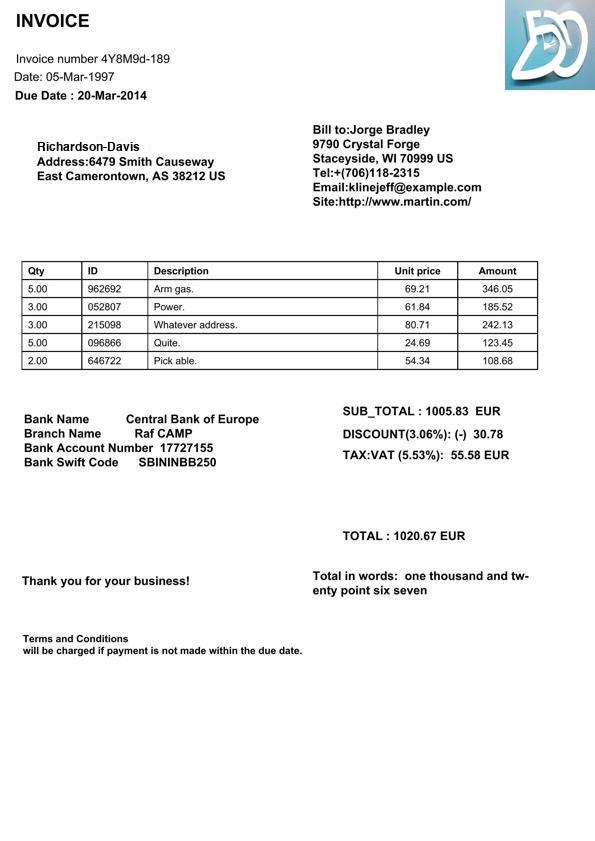 INVOICE
Invoice number 4Y8M9d-189
Date: 05-Mar-1997
Due Date : 20-Mar-2014
Richardson-Davis
Address:6479 Smith Causeway
East Camerontown, AS 38212 US
Bill to:Jorge Bradley
9790 Crystal Forge
Staceyside, WI 70999 US
Tel:+(706)118-2315
Email:klinejeff@example.com
Site:http://www.martin.com/
Qty ID Description Unit price Amount
5.00 962692 Arm gas. 69.21 346.05
3.00 052807 Power. 61.84 185.52
3.00 215098 Whatever address. 80.71 242.13
5.00 096866 Quite. 24.69 123.45
2.00 646722 Pick able. 54.34 108.68
Bank Name Central Bank of Europe
Branch Name Raf CAMP
Bank Account Number 17727155
Bank Swift Code SBININBB250
SUB_TOTAL : 1005.83 EUR
DISCOUNT(3.06%): (-) 30.78
TAX:VAT (5.53%): 55.58 EUR
TOTAL : 1020.67 EUR
Thank you for your business!
Total in words: one thousand and tw-
enty point six seven
Terms and Conditions
will be charged if payment is not made within the due date.